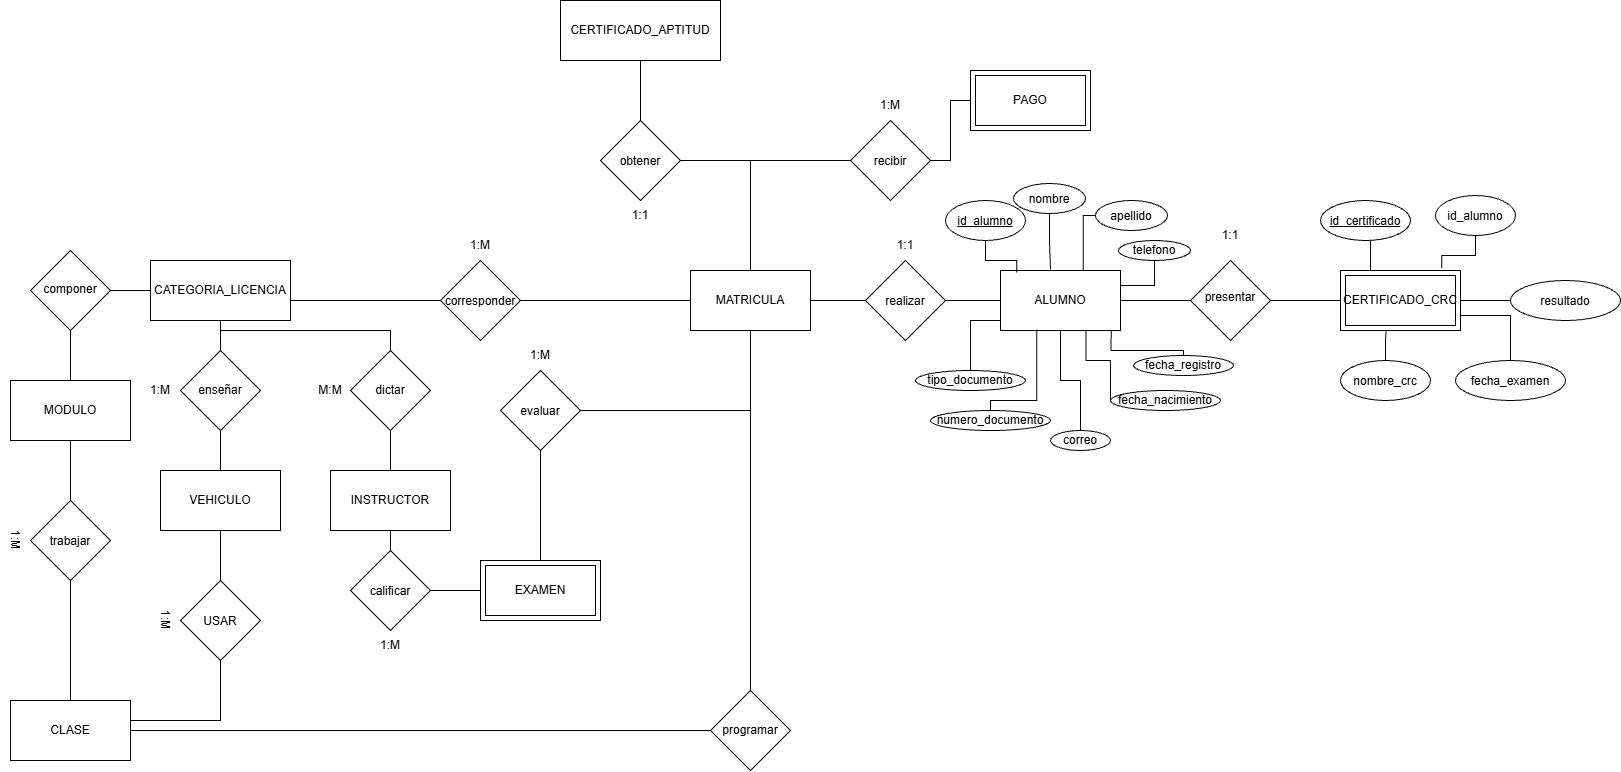 CERTIFICADO_APTITUD
PAGO
1:M
obtener
recibir
1:1
nombre
id_alumno
apellido
id_certificado
id_alumno
1:M
1:1
telefono
1:1
componer
CATEGORIA_LICENCIA
corresponder
MATRICULA
realizar
ALUMNO
presentar
CERTIFICADO_CRC
resultado
1:M
1:M
enseñar
M:M
dictar
evaluar
tipo_documento
fecha_registro
nombre_crc
fecha_examen
fecha_nacimiento
MODULO
numero_documento
correo
VEHICULO
INSTRUCTOR
1:M
trabajar
calificar
EXAMEN
1:M
USAR
1:M
CLASE
programar